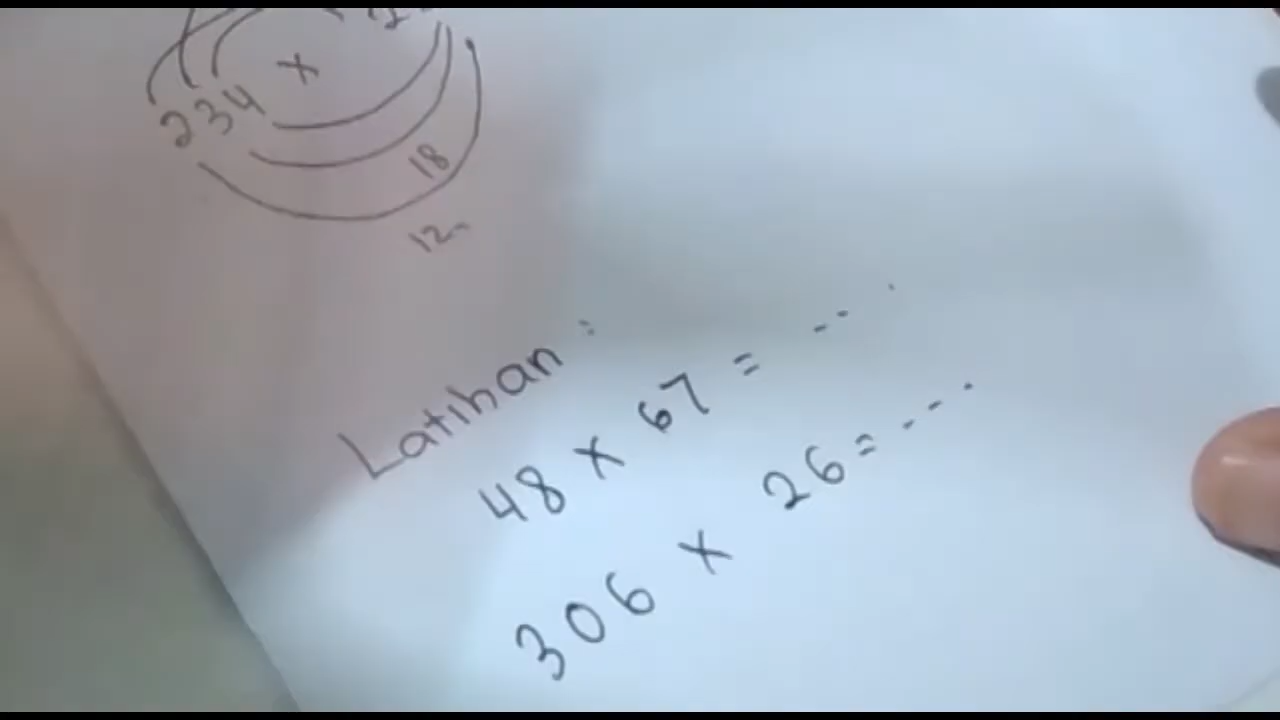 234 x
18
12
Latihan :
48 x 67 = ...
306 x 26 = ...